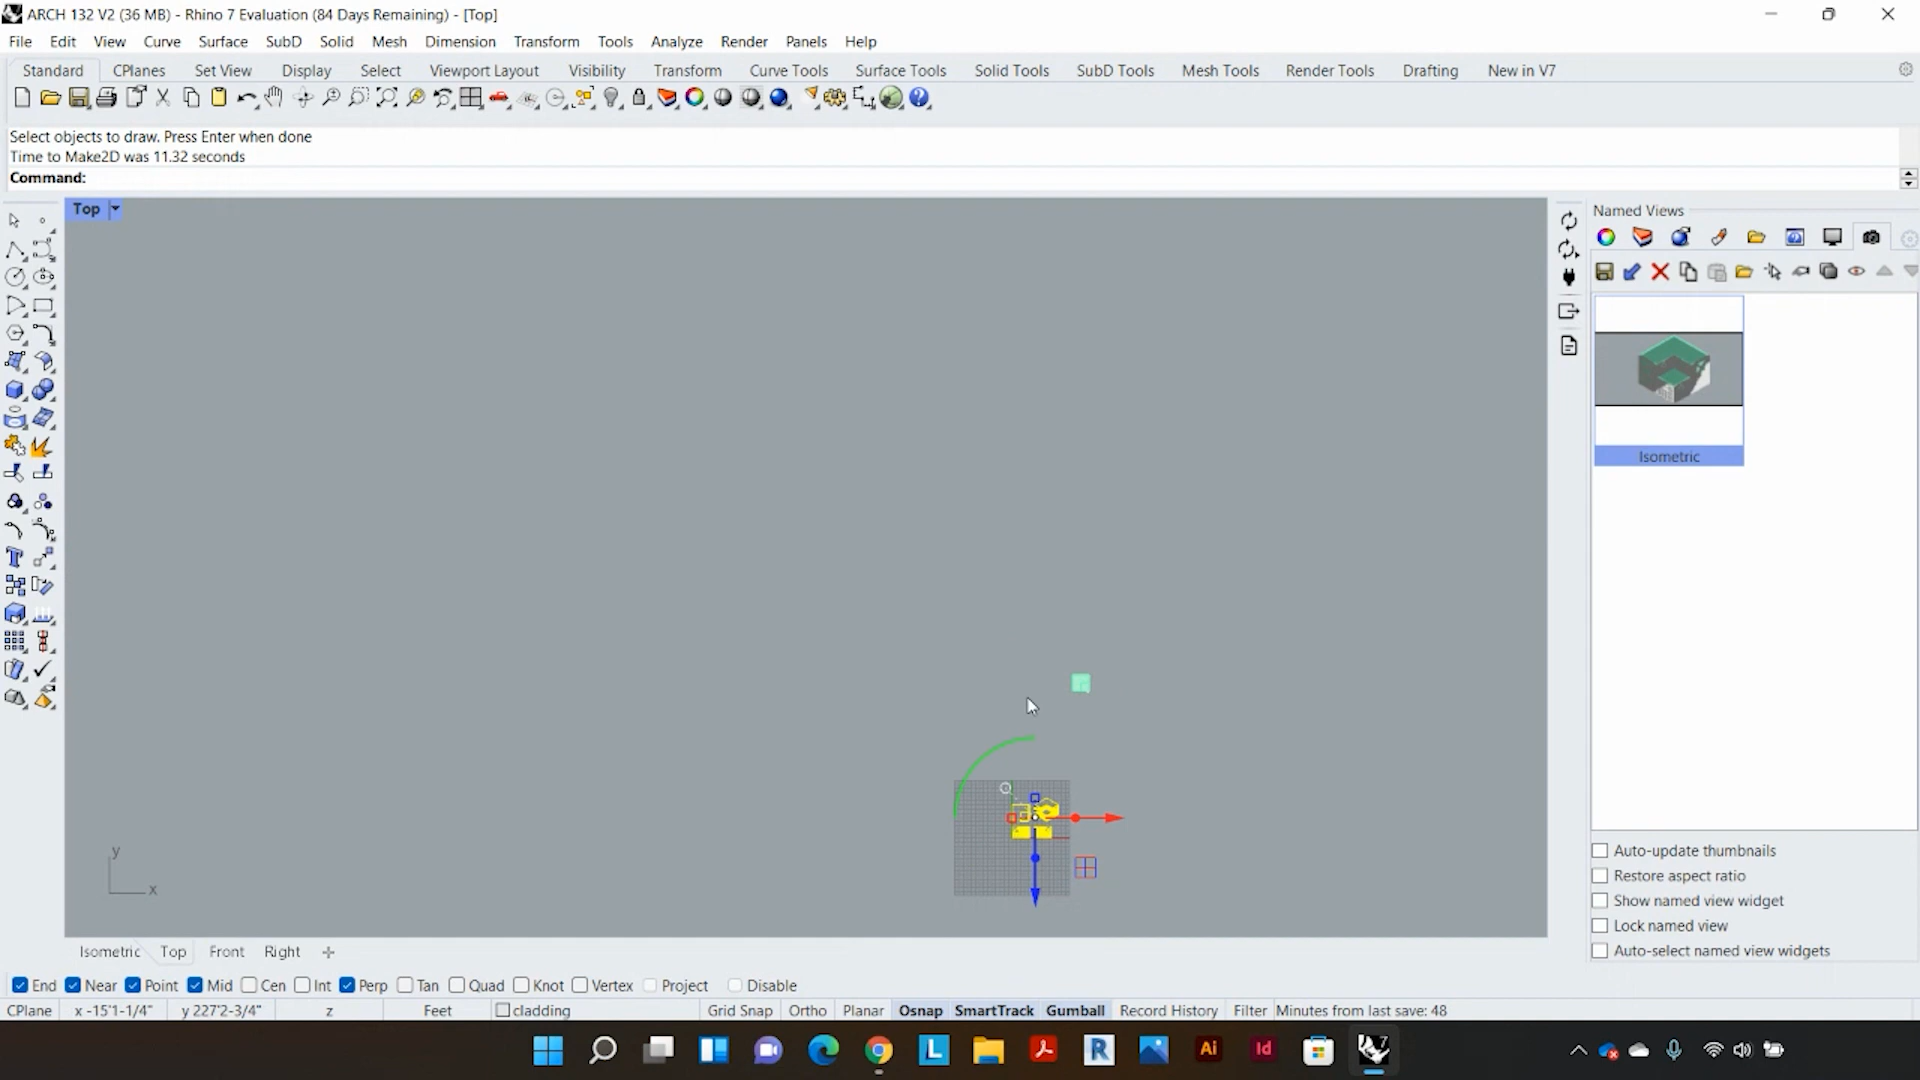 ARCH 132 V2 (36 MB) - Rhino 7 Evaluation (84 Days Remaining) - [Top]
File Edit View Curve Surface SubD Solid Mesh Dimension Transform Tools Analyze Render Panels Help
Standard CPlanes Set View Display Select Viewport Layout Visibility Transform Curve Tools Surface Tools Solid Tools SubD Tools Mesh Tools Render Tools Drafting New in V7
Select objects to draw. Press Enter when done
Time to Make2D was 11.32 seconds
Command:
Top
Named Views
Isometric
y
x
Auto-update thumbnails
Restore aspect ratio
Show named view widget
Lock named view
Auto-select named view widgets
Isometric Top Front Right
End Near Point Mid Cen Int Perp Tan Quad Knot Vertex Project Disable
CPlane x -15'1-1/4" y 227'2-3/4" z Feet cladding Grid Snap Ortho Planar Osnap SmartTrack Gumball Record History Filter Minutes from last save: 48
L R Ai Id 7